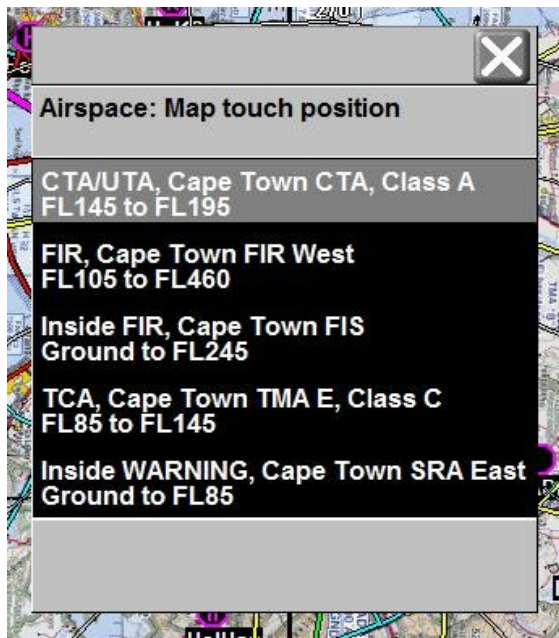 Airspace: Map touch position
CTA/UTA, Cape Town CTA, Class A
FL145 to FL195
FIR, Cape Town FIR West
FL105 to FL460
Inside FIR, Cape Town FIS
Ground to FL245
TCA, Cape Town TMA E, Class C
FL85 to FL145
Inside WARNING, Cape Town SRA East
Ground to FL85